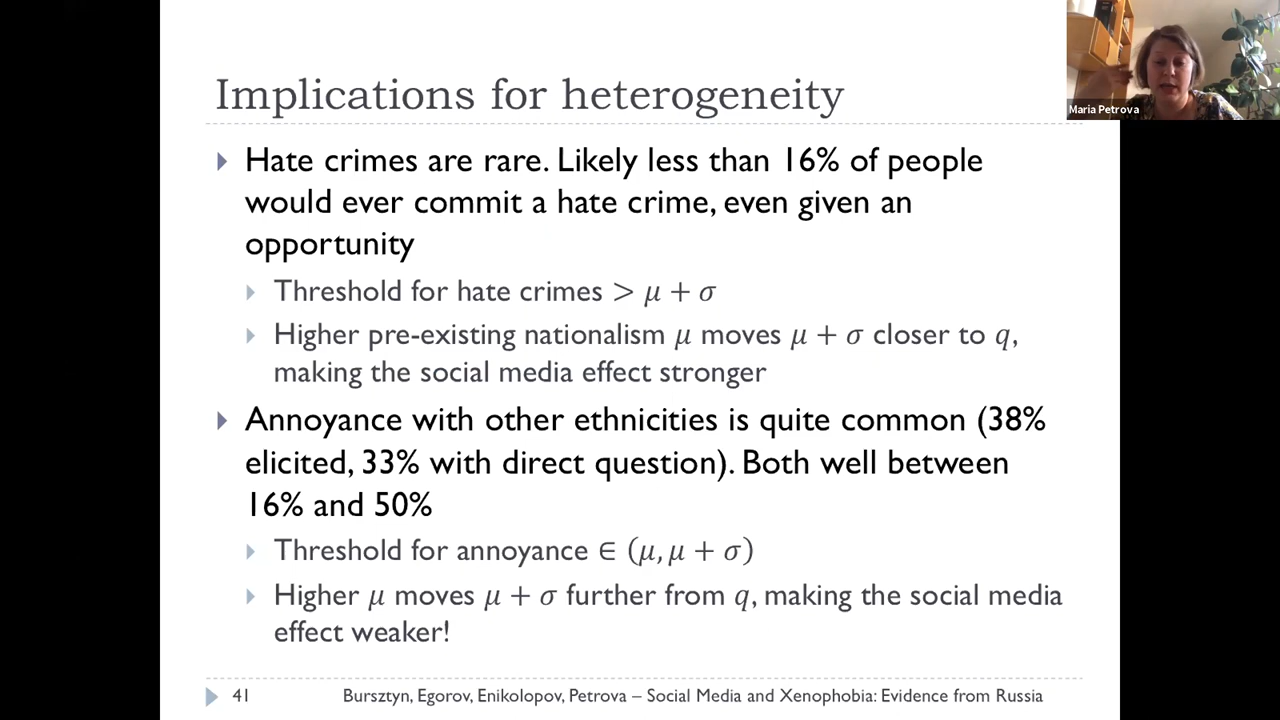 Implications for heterogeneity
Maria Petrova
Hate crimes are rare. Likely less than 16% of people
would ever commit a hate crime, even given an
opportunity
Threshold for hate crimes > μ + σ
Higher pre-existing nationalism μ moves μ + σ closer to q,
making the social media effect stronger
Annoyance with other ethnicities is quite common (38%
elicited, 33% with direct question). Both well between
16% and 50%
Threshold for annoyance ∈ (μ, μ + σ)
Higher μ moves μ + σ further from q, making the social media
effect weaker!
41 Bursztyn, Egorov, Enikolopov, Petrova – Social Media and Xenophobia: Evidence from Russia